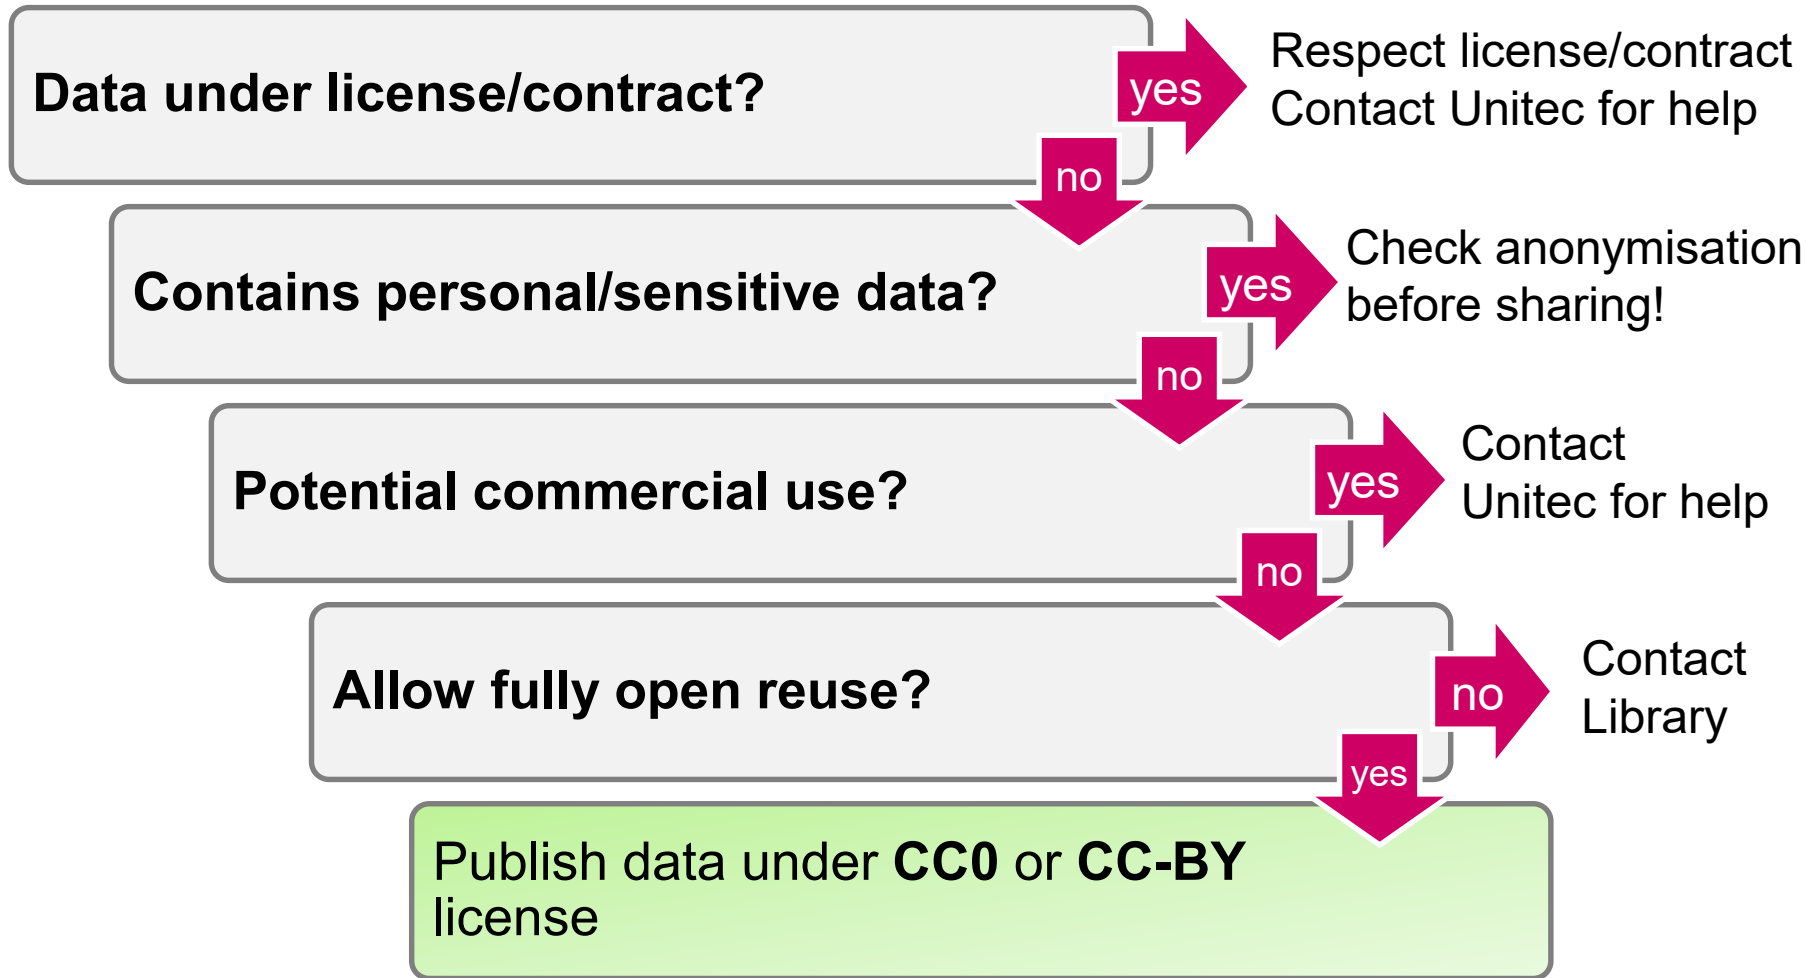 Data under license/contract?
yes
Respect license/contract
Contact Unitec for help
no
Contains personal/sensitive data?
yes
Check anonymisation
before sharing!
no
Potential commercial use?
yes
Contact
Unitec for help
no
Allow fully open reuse?
no
Contact
Library
yes
Publish data under CC0 or CC-BY
license